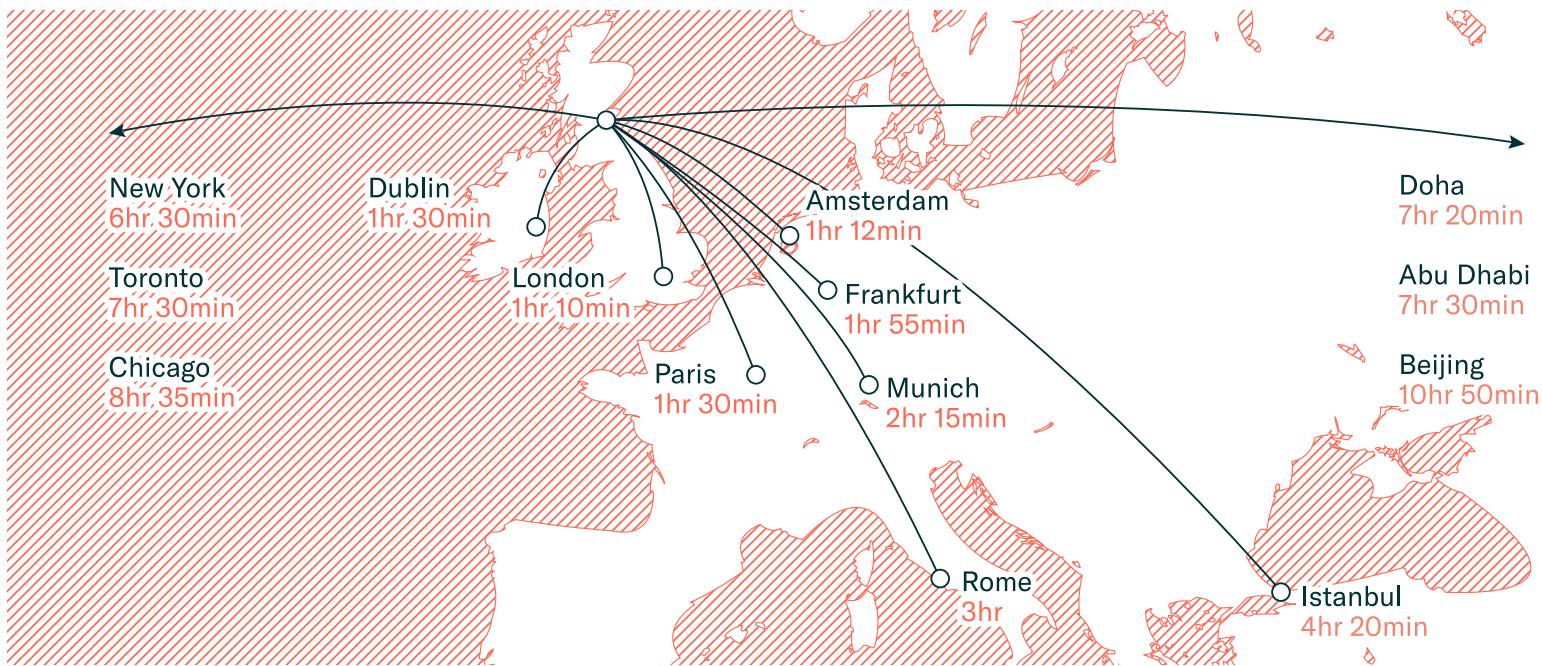 New York
6hr 30min
Toronto
7hr 30min
Chicago
8hr 35min
Dublin
1hr 30min
London
1hr 10min
Paris
1hr 30min
Amsterdam
1hr 12min
Frankfurt
1hr 55min
Munich
2hr 15min
Rome
3hr
Istanbul
4hr 20min
Doha
7hr 20min
Abu Dhabi
7hr 30min
Beijing
10hr 50min